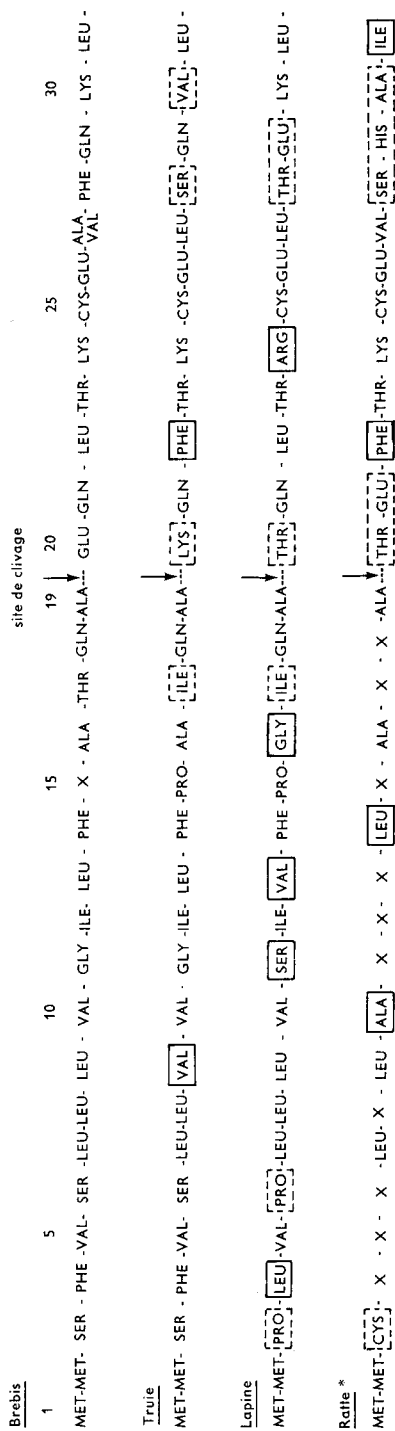 Brebis
site de clivage
1 5 10 15 19 20 25 30
ALA
MET-MET- SER - PHE -VAL- SER -LEU-LEU- LEU - VAL - GLY -ILE- LEU - PHE - X - ALA -THR -GLN-ALA--- GLU -GLN - LEU -THR- LYS -CYS-GLU-VAL- PHE -GLN - LYS - LEU -
Truie
MET-MET- SER - PHE -VAL- SER -LEU-LEU-VAL- VAL - GLY -ILE- LEU - PHE -PRO- ALA -ILE-GLN-ALA---LYS-GLN -PHE-THR- LYS -CYS-GLU-LEU-SER-GLN -VAL- LEU -
Lapine
MET-MET-PRO-LEU-VAL-PRO-LEU-LEU- LEU - VAL -SER-ILE-VAL- PHE -PRO-GLY-ILE-GLN-ALA---THR-GLN - LEU -THR-ARG-CYS-GLU-LEU-THR-GLU- LYS - LEU -
Ratte *
MET-MET-CYS- X - X - X -LEU- X - LEU -ALA- X - X - X -LEU- X - ALA - X - X -ALA---THR -GLU-PHE-THR- LYS -CYS-GLU-VAL-SER - HIS - ALA-ILE